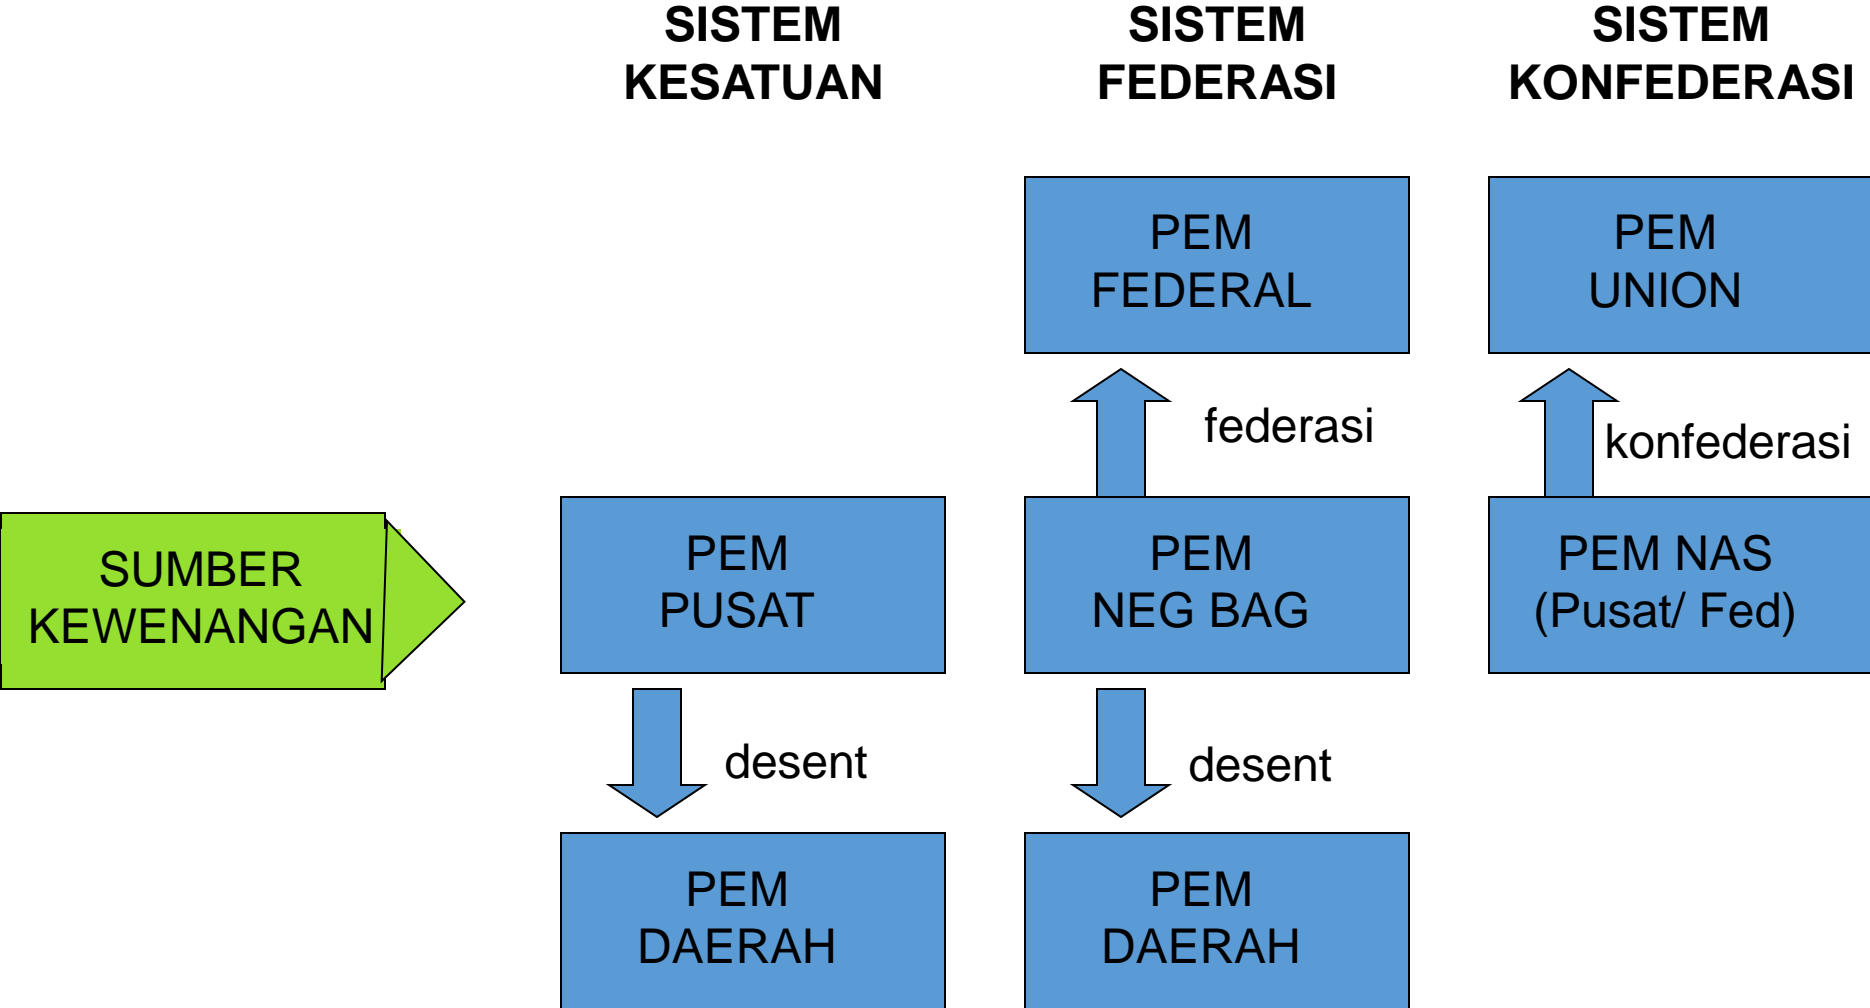 SISTEM
KESATUAN
SISTEM
FEDERASI
SISTEM
KONFEDERASI
PEM
FEDERAL
PEM
UNION
federasi
konfederasi
SUMBER
KEWENANGAN
PEM
PUSAT
PEM
NEG BAG
PEM NAS
(Pusat/ Fed)
desent
desent
PEM
DAERAH
PEM
DAERAH